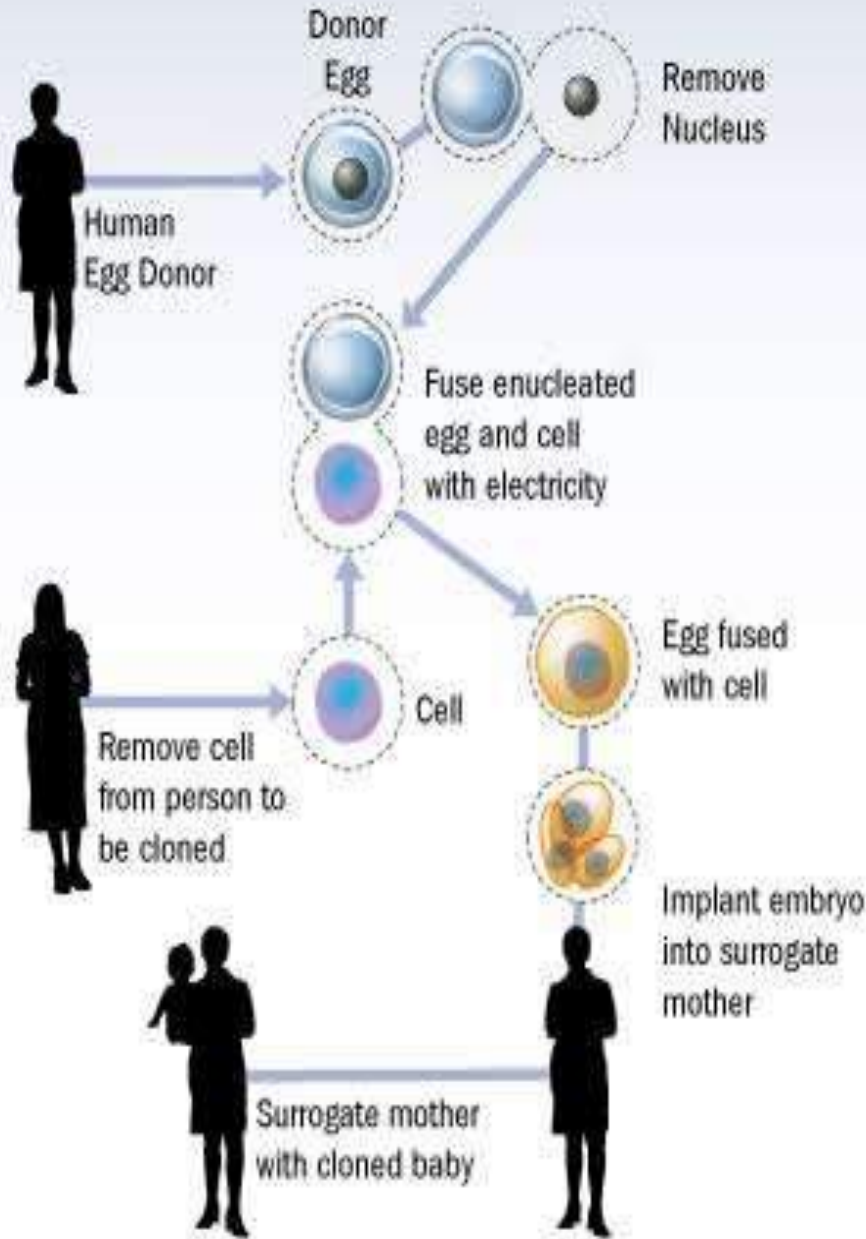 Donor
Egg
Remove
Nucleus
Human
Egg Donor
Fuse enucleated
egg and cell
with electricity
Egg fused
with cell
Cell
Remove cell
from person to
be cloned
Implant embryo
into surrogate
mother
Surrogate mother
with cloned baby